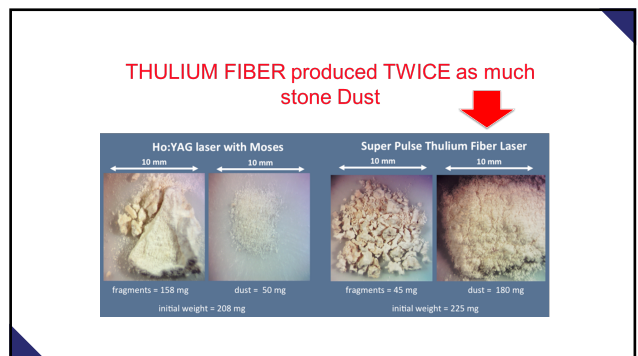 THULIUM FIBER produced TWICE as much
stone Dust
Ho:YAG laser with Moses
10 mm
10 mm
fragments = 158 mg
dust = 50 mg
initial weight = 208 mg
Super Pulse Thulium Fiber Laser
10 mm
10 mm
fragments = 45 mg
dust = 180 mg
initial weight = 225 mg